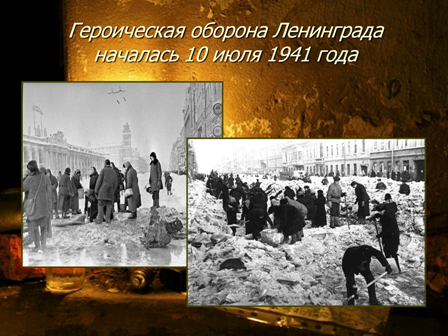 Героическая оборона Ленинграда
началась 10 июля 1941 года